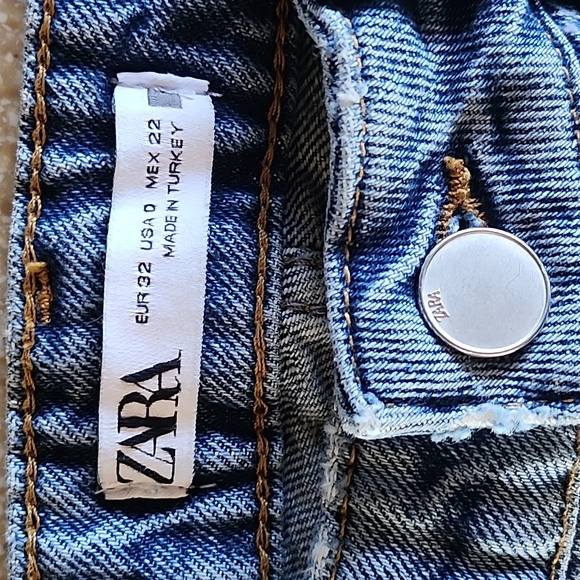 ZARA
EUR 32 USA 0 MEX 22
MADE IN TURKEY
ZARA